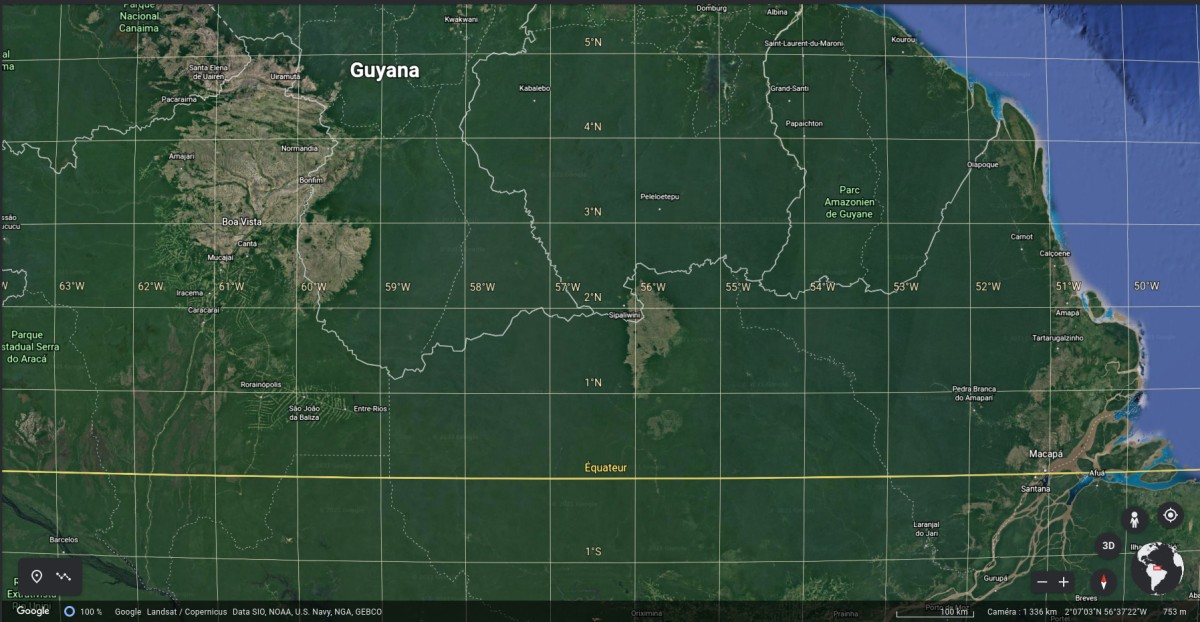 Parque
Nacional
Canaima
Kwakwani
Domburg
Albina
5°N
Saint-Laurent-du-Maroni
Kourou
al
ma
Santa Elena
de Uairén
Uiramutã
Guyana
Kabalebo
Grand-Santi
Pacaraima
4°N
Papaichton
Amajari
Normandia
Oiapoque
Bonfim
Parc
Amazonien
de Guyane
Peleloetepu
3°N
Boa Vista
Cantá
Mucajaí
Carnot
Calçoene
W
63°W
62°W
61°W
60°W
59°W
58°W
57°W
56°W
55°W
54°W
53°W
52°W
51°W
50°W
Iracema
2°N
Caracaraí
Sipaliwini
Amapá
Parque
stadual Serra
do Aracá
Tartarugalzinho
Rorainópolis
1°N
Pedra Branca
do Amapari
São João
da Baliza
Entre Rios
Macapá
Équateur
Afuá
Santana
Laranjal
do Jari
Barcelos
1°S
3D
Gurupá
Breves
Google
100 %
Google
Landsat / Copernicus
Data SIO, NOAA, U.S. Navy, NGA, GEBCO
Oriximiná
Prainha
Porto de Moz
100 km
Caméra : 1 336 km
2°07'03"N 56°37'22"W
753 m
Portel